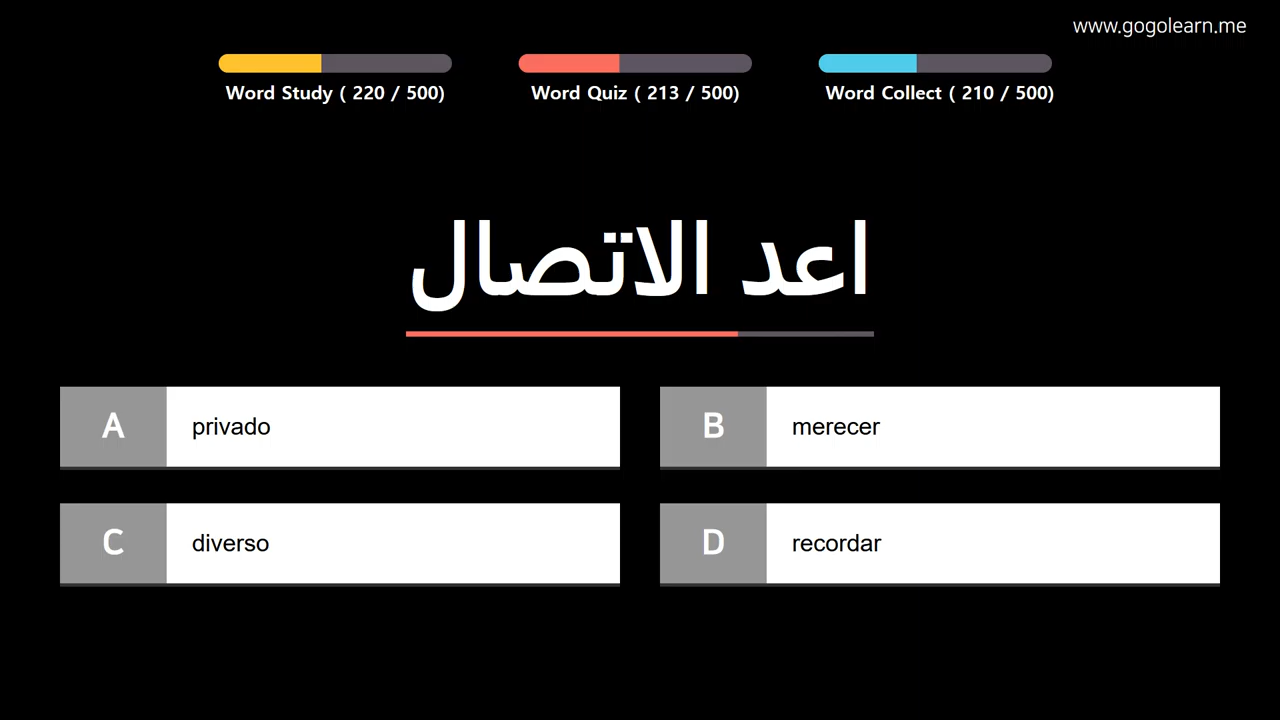 www.gogolearn.me
Word Study ( 220 / 500)
Word Quiz ( 213 / 500)
Word Collect ( 210 / 500)
اعد الاتصال
A privado
B merecer
C diverso
D recordar